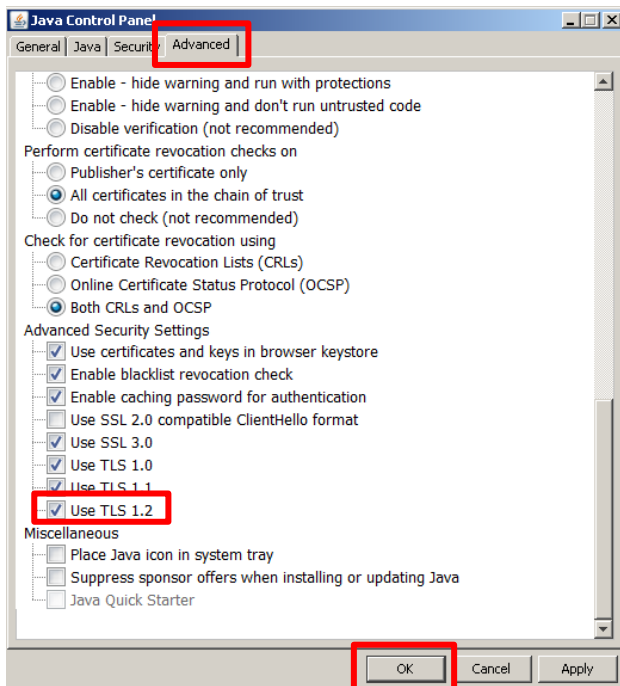 Java Control Panel
General Java Security Advanced
Enable - hide warning and run with protections
Enable - hide warning and don't run untrusted code
Disable verification (not recommended)
Perform certificate revocation checks on
Publisher's certificate only
All certificates in the chain of trust
Do not check (not recommended)
Check for certificate revocation using
Certificate Revocation Lists (CRLs)
Online Certificate Status Protocol (OCSP)
Both CRLs and OCSP
Advanced Security Settings
Use certificates and keys in browser keystore
Enable blacklist revocation check
Enable caching password for authentication
Use SSL 2.0 compatible ClientHello format
Use SSL 3.0
Use TLS 1.0
Use TLS 1.1
Use TLS 1.2
Miscellaneous
Place Java icon in system tray
Suppress sponsor offers when installing or updating Java
Java Quick Starter
OK Cancel Apply